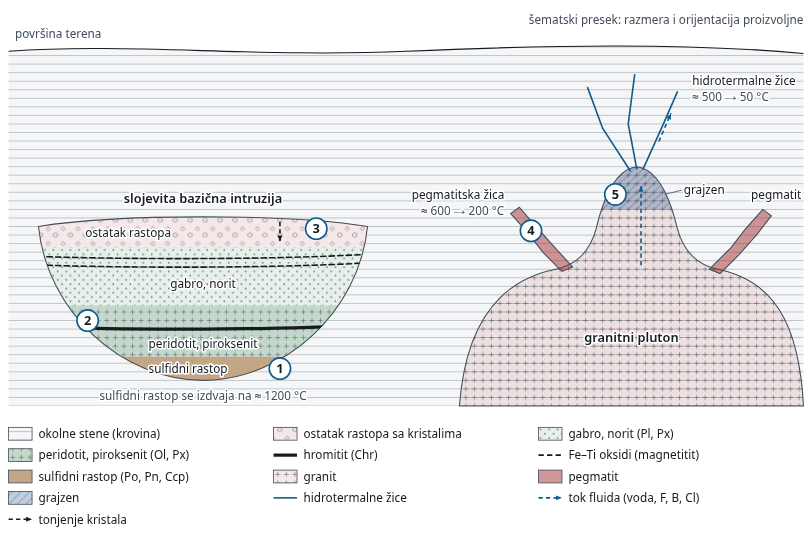 šematski presek: razmera i orijentacija proizvoljne
površina terena
hidrotermalne žice
≈ 500 → 50 °C
slojevita bazična intruzija
ostatak rastopa
3
gabro, norit
2
peridotit, piroksenit
sulfidni rastop
1
sulfidni rastop se izdvaja na ≈ 1200 °C
pegmatitska žica
≈ 600 → 200 °C
4
5
grajzen
pegmatit
granitni pluton
okolne stene (krovina)
ostatak rastopa sa kristalima
gabro, norit (Pl, Px)
peridotit, piroksenit (Ol, Px)
hromitit (Chr)
Fe–Ti oksidi (magnetitit)
sulfidni rastop (Po, Pn, Ccp)
granit
pegmatit
grajzen
hidrotermalne žice
tok fluida (voda, F, B, Cl)
tonjenje kristala